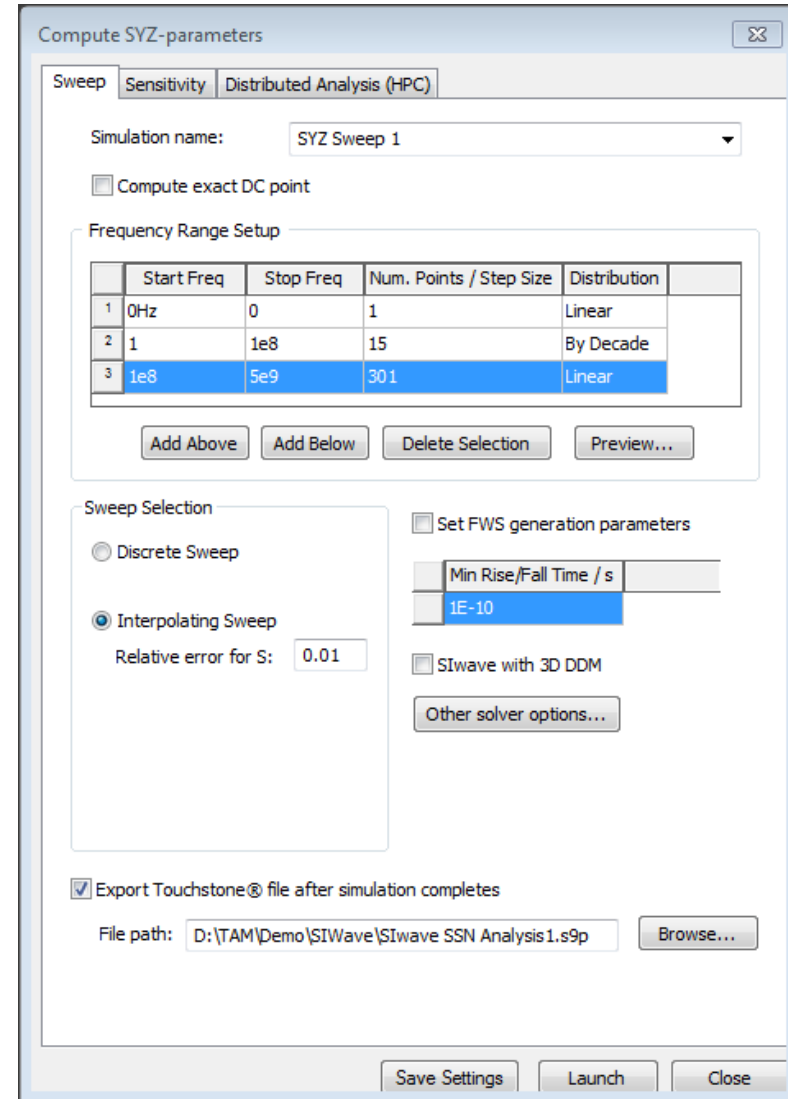 Compute SYZ-parameters
Sweep Sensitivity Distributed Analysis (HPC)
Simulation name: SYZ Sweep 1
Compute exact DC point
Frequency Range Setup
Start Freq Stop Freq Num. Points / Step Size Distribution
1 0Hz 0 1 Linear
2 1 1e8 15 By Decade
3 1e8 5e9 301 Linear
Add Above Add Below Delete Selection Preview...
Sweep Selection
Set FWS generation parameters
Discrete Sweep
Min Rise/Fall Time / s
1E-10
Interpolating Sweep
Relative error for S: 0.01
SIwave with 3D DDM
Other solver options...
Export Touchstone® file after simulation completes
File path: D:\TAM\Demo\SIWave\SIwave SSN Analysis1.s9p Browse...
Save Settings Launch Close